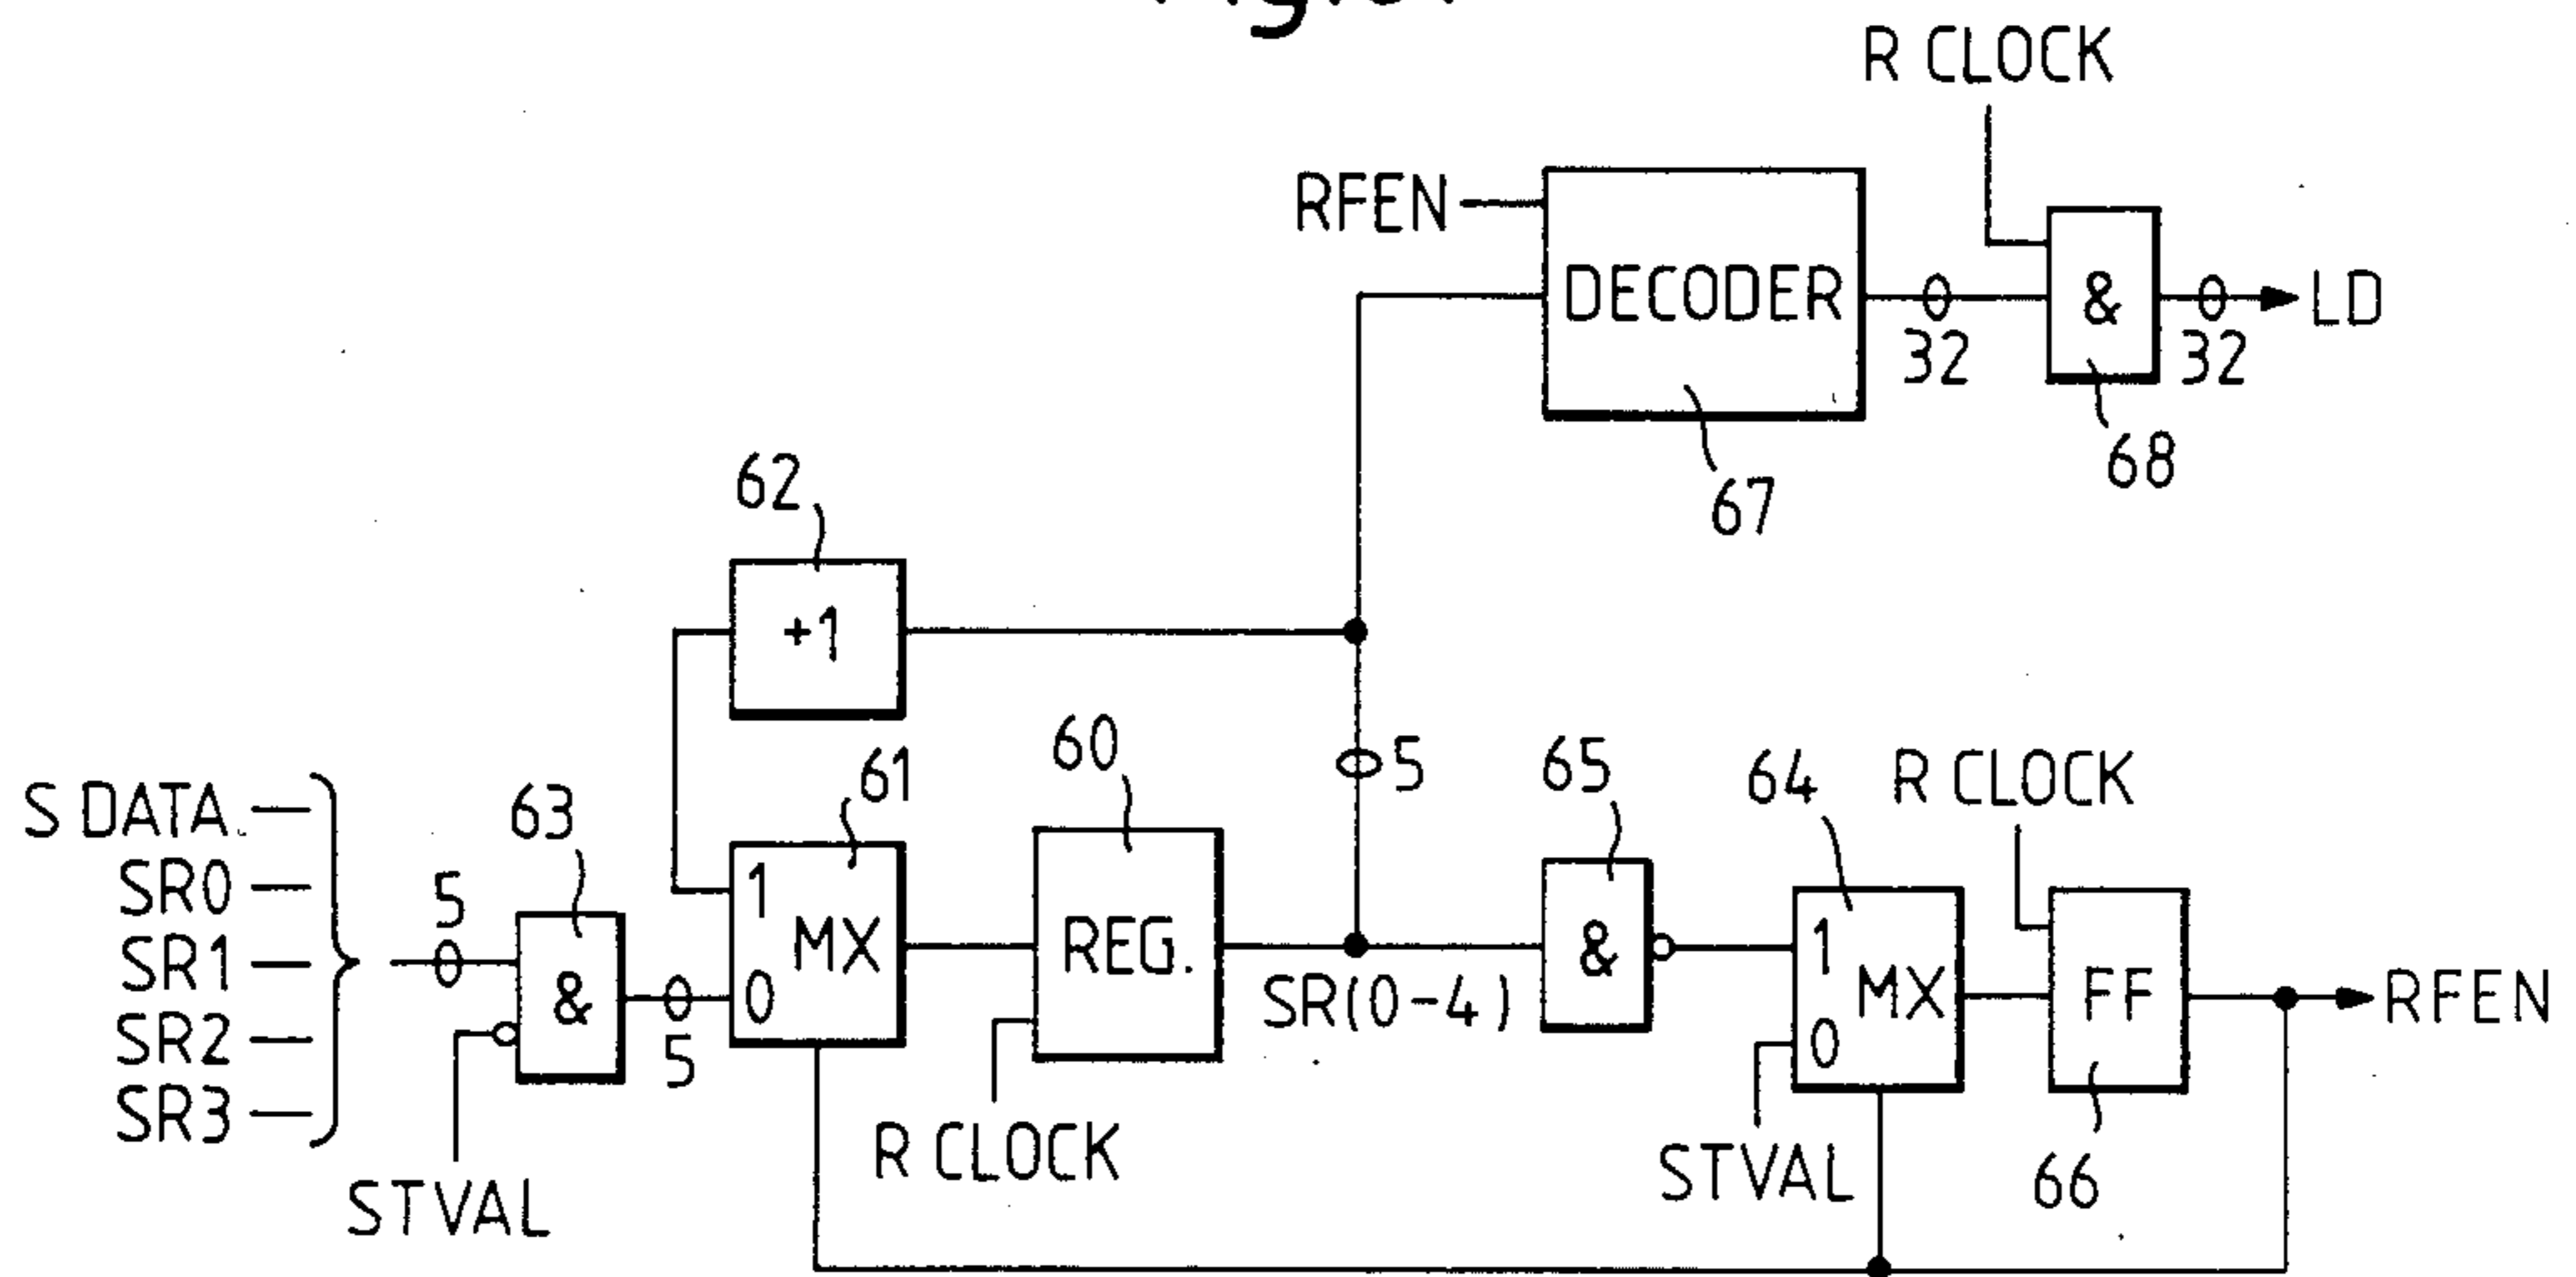 R CLOCK
RFEN
DECODER
32
&
32
LD
68
67
62
+1
5
S DATA
SR0
SR1
SR2
SR3
5
63
&
STVAL
5
61
1
MX
0
60
REG.
R CLOCK
SR(0-4)
65
&
64
1
MX
0
STVAL
R CLOCK
FF
66
RFEN